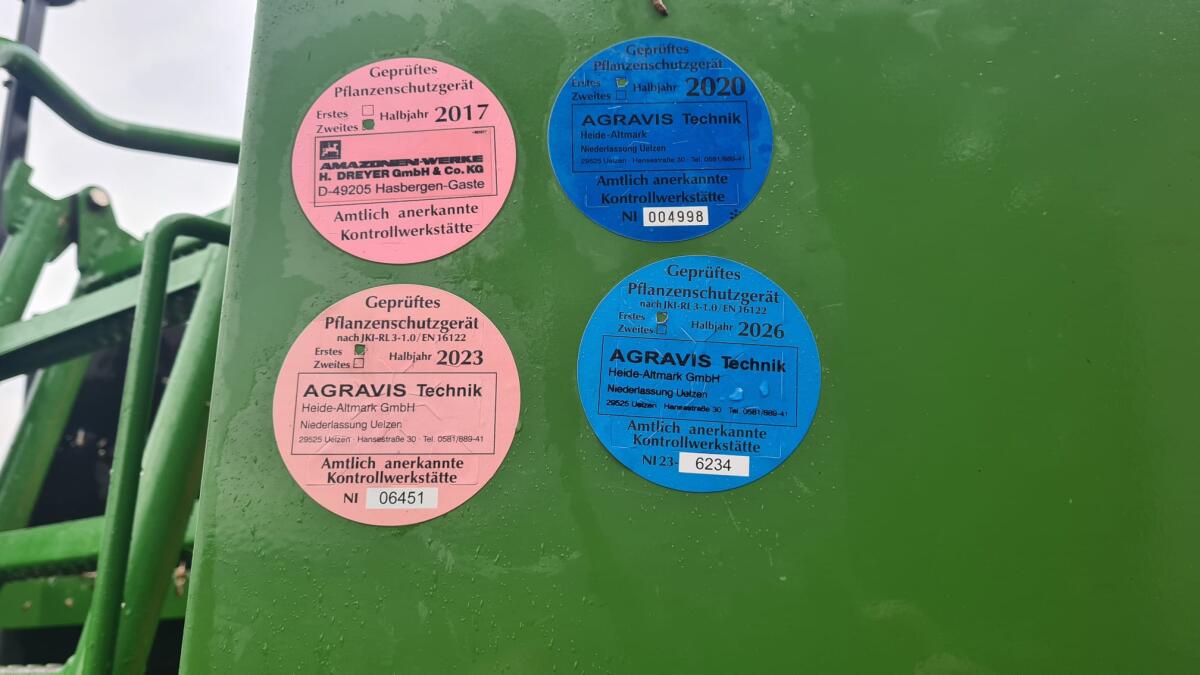 Geprüftes
Pflanzenschutzgerät
Erstes
Zweites
Halbjahr 2017
AMAZONEN-WERKE
H. DREYER GmbH & Co. KG
D-49205 Hasbergen-Gaste
Amtlich anerkannte
Kontrollwerkstätte
Geprüftes
Pflanzenschutzgerät
Erstes
Zweites
Halbjahr 2020
AGRAVIS Technik
Heide-Altmark
Niederlassung Uelzen
29525 Uelzen · Hansestraße 30 · Tel. 0581/889-41
Amtlich anerkannte
Kontrollwerkstätte
NI 004998
Geprüftes
Pflanzenschutzgerät
nach JKI-RL 3-1.0/ EN 16122
Erstes
Zweites
Halbjahr 2023
AGRAVIS Technik
Heide-Altmark GmbH
Niederlassung Uelzen
29525 Uelzen · Hansestraße 30 · Tel. 0581/889-41
Amtlich anerkannte
Kontrollwerkstätte
NI 06451
Geprüftes
Pflanzenschutzgerät
nach JKI-RL 3-1.0 / EN 16122
Erstes
Zweites
Halbjahr 2026
AGRAVIS Technik
Heide-Altmark GmbH
Niederlassung Uelzen
29525 Uelzen · Hansestraße 30 Tel. 0581/889-41
Amtlich anerkannte
Kontrollwerkstätte
NI 23- 6234